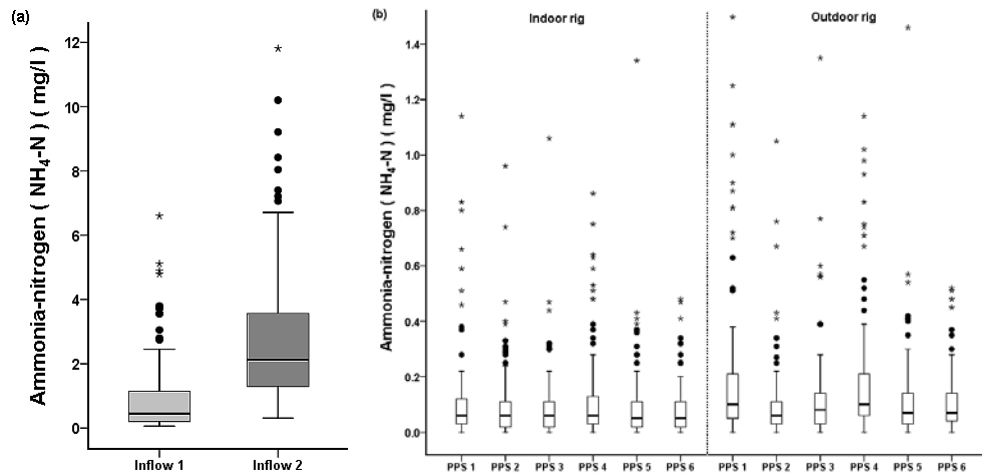 (a)
Ammonia-nitrogen ( NH4-N) ( mg/l )
12
10
8
6
4
2
0
Inflow 1 Inflow 2
(b)
Indoor rig Outdoor rig
Ammonia-nitrogen ( NH4-N) ( mg/l )
1.4
1.2
1.0
0.8
0.6
0.4
0.2
0.0
PPS 1 PPS 2 PPS 3 PPS 4 PPS 5 PPS 6 PPS 1 PPS 2 PPS 3 PPS 4 PPS 5 PPS 6